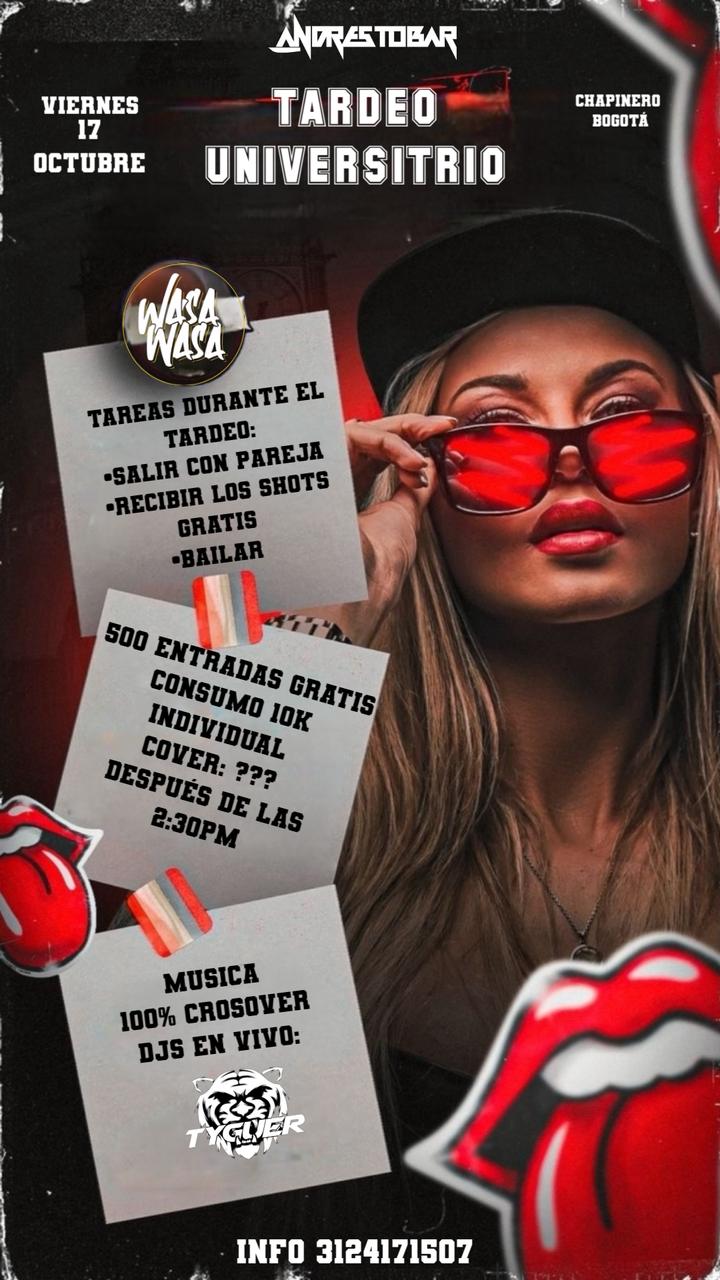 ANDRESTOBAR
VIERNES
17
OCTUBRE
TARDEO
UNIVERSITRIO
CHAPINERO
BOGOTÁ
WASA
WASA
TAREAS DURANTE EL
TARDEO:
•SALIR CON PAREJA
•RECIBIR LOS SHOTS
GRATIS
•BAILAR
500 ENTRADAS GRATIS
CONSUMO 10K
INDIVIDUAL
COVER: ???
DESPUÉS DE LAS
2:30PM
MUSICA
100% CROSOVER
DJS EN VIVO:
TYGUER
INFO 3124171507